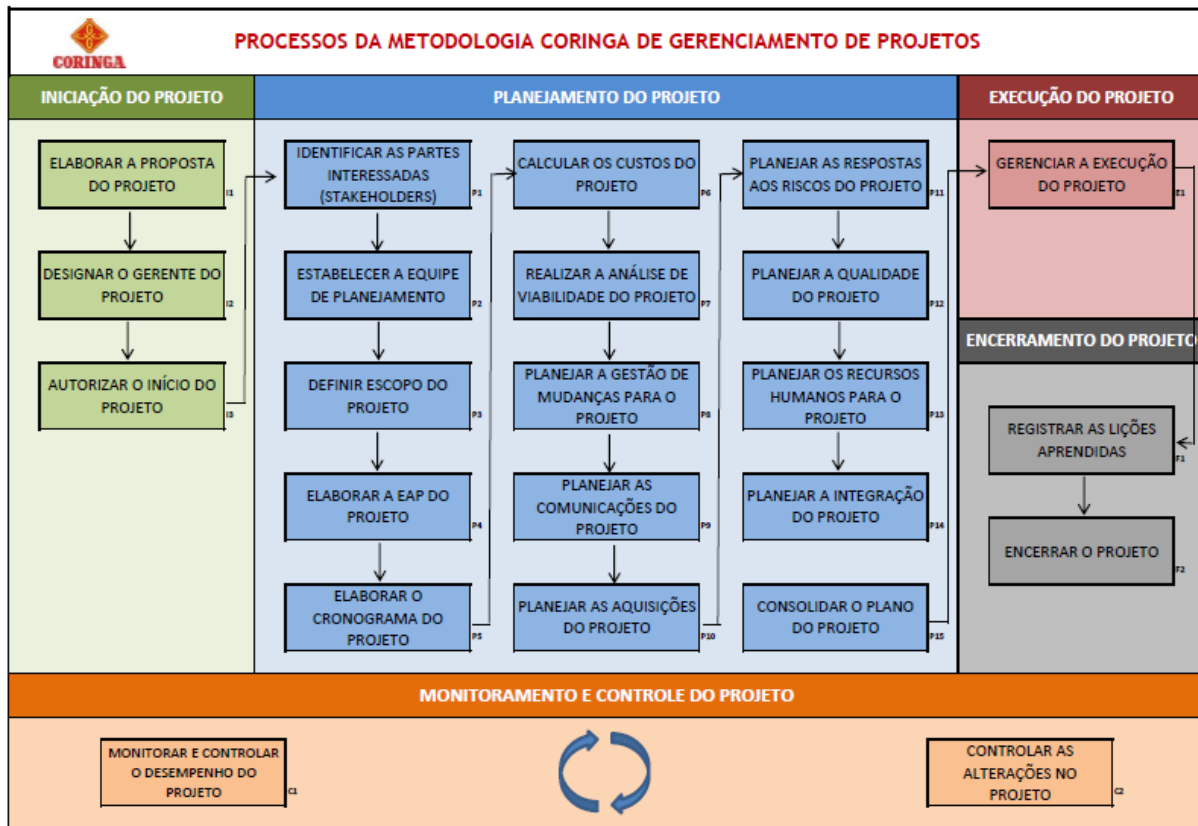 CORINGA
PROCESSOS DA METODOLOGIA CORINGA DE GERENCIAMENTO DE PROJETOS
INICIAÇÃO DO PROJETO
ELABORAR A PROPOSTA
DO PROJETO
I1
DESIGNAR O GERENTE DO
PROJETO
I2
AUTORIZAR O INÍCIO DO
PROJETO
I3
PLANEJAMENTO DO PROJETO
IDENTIFICAR AS PARTES
INTERESSADAS
(STAKEHOLDERS)
P1
ESTABELECER A EQUIPE
DE PLANEJAMENTO
P2
DEFINIR ESCOPO DO
PROJETO
P3
ELABORAR A EAP DO
PROJETO
P4
ELABORAR O
CRONOGRAMA DO
PROJETO
P5
CALCULAR OS CUSTOS DO
PROJETO
P6
REALIZAR A ANÁLISE DE
VIABILIDADE DO PROJETO
P7
PLANEJAR A GESTÃO DE
MUDANÇAS PARA O
PROJETO
P8
PLANEJAR AS
COMUNICAÇÕES DO
PROJETO
P9
PLANEJAR AS AQUISIÇÕES
DO PROJETO
P10
PLANEJAR AS RESPOSTAS
AOS RISCOS DO PROJETO
P11
PLANEJAR A QUALIDADE
DO PROJETO
P12
PLANEJAR OS RECURSOS
HUMANOS PARA O
PROJETO
P13
PLANEJAR A INTEGRAÇÃO
DO PROJETO
P14
CONSOLIDAR O PLANO
DO PROJETO
P15
EXECUÇÃO DO PROJETO
GERENCIAR A EXECUÇÃO
DO PROJETO
E1
ENCERRAMENTO DO PROJETO
REGISTRAR AS LIÇÕES
APRENDIDAS
F1
ENCERRAR O PROJETO
F2
MONITORAMENTO E CONTROLE DO PROJETO
MONITORAR E CONTROLAR
O DESEMPENHO DO
PROJETO
C1
CONTROLAR AS
ALTERAÇÕES NO
PROJETO
C2